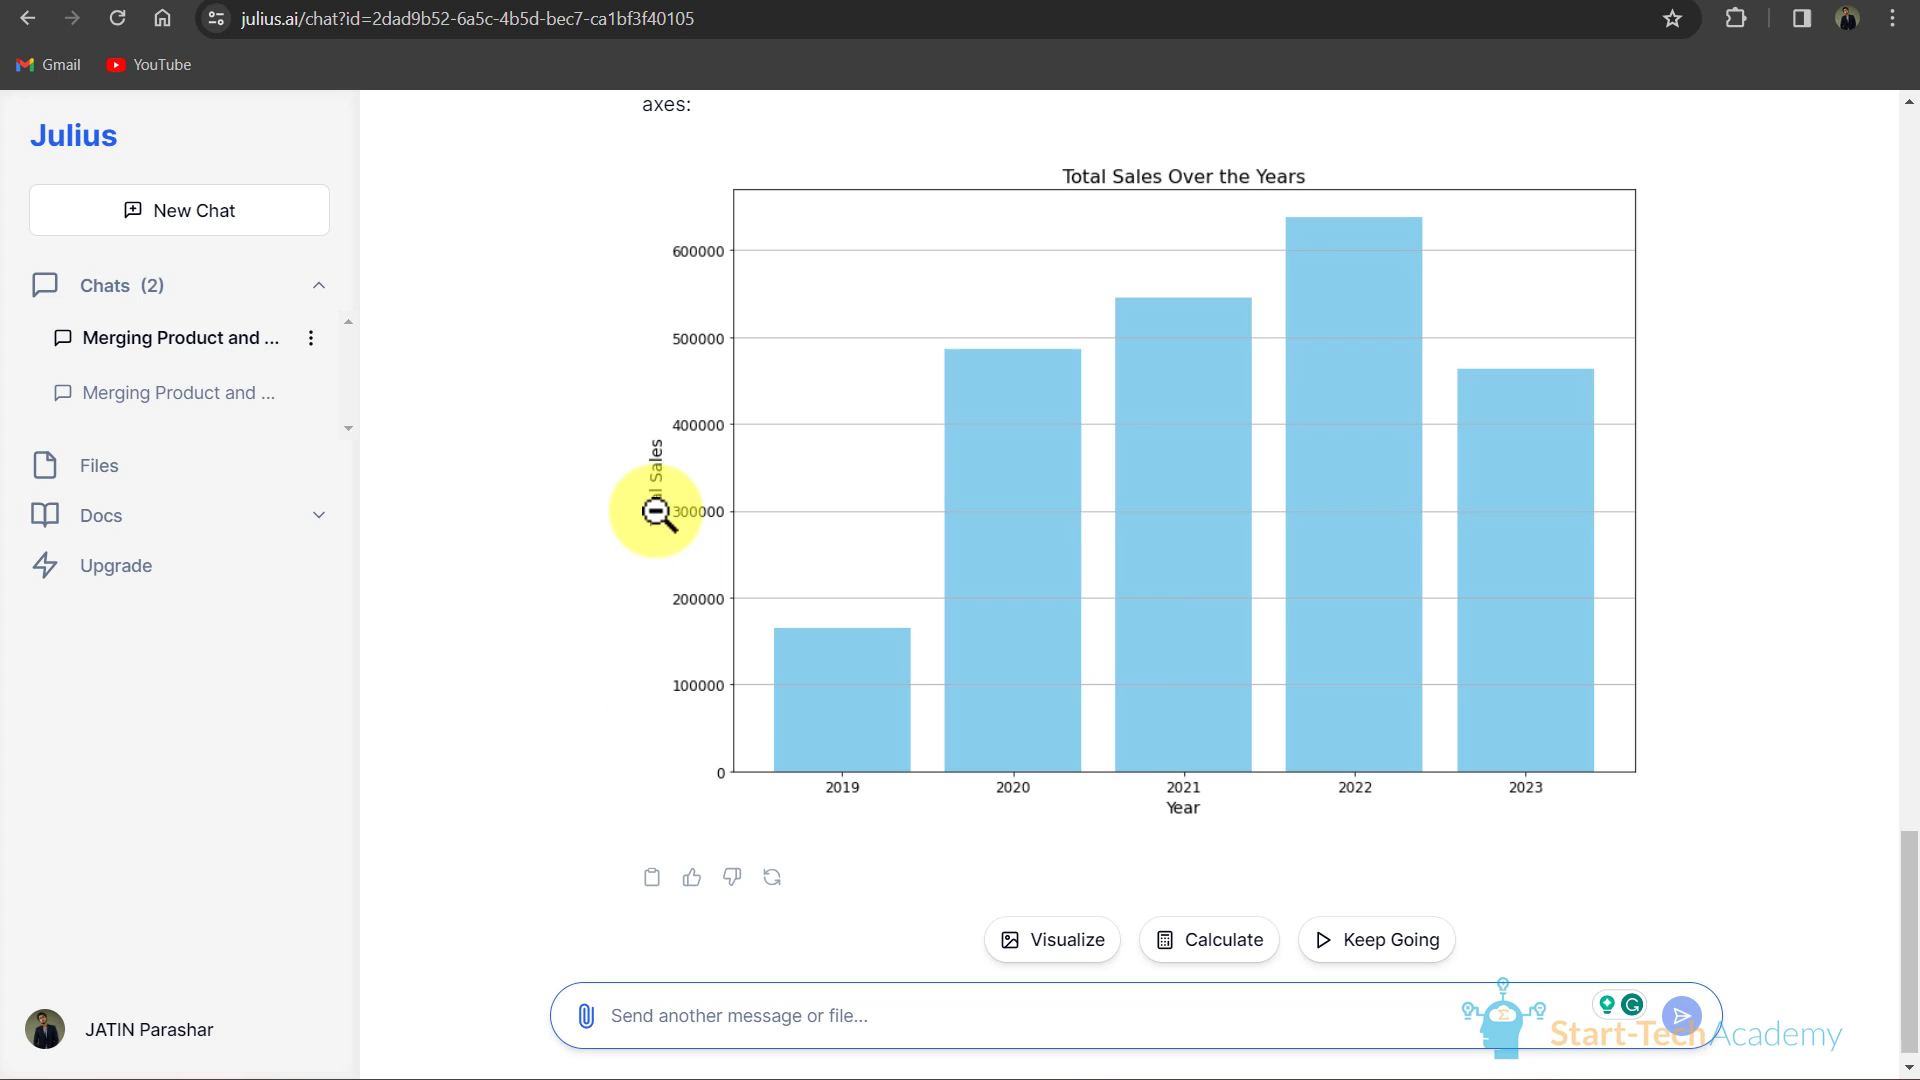 julius.ai/chat?id=2dad9b52-6a5c-4b5d-bec7-ca1bf3f40105
Gmail
YouTube
Julius
New Chat
Chats (2)
Merging Product and ...
Merging Product and ...
Files
Docs
Upgrade
JATIN Parashar
axes:
Total Sales Over the Years
600000
500000
400000
300000
200000
100000
0
Sales
2019
2020
2021
2022
2023
Year
Visualize
Calculate
Keep Going
Send another message or file...
Start-Tech Academy